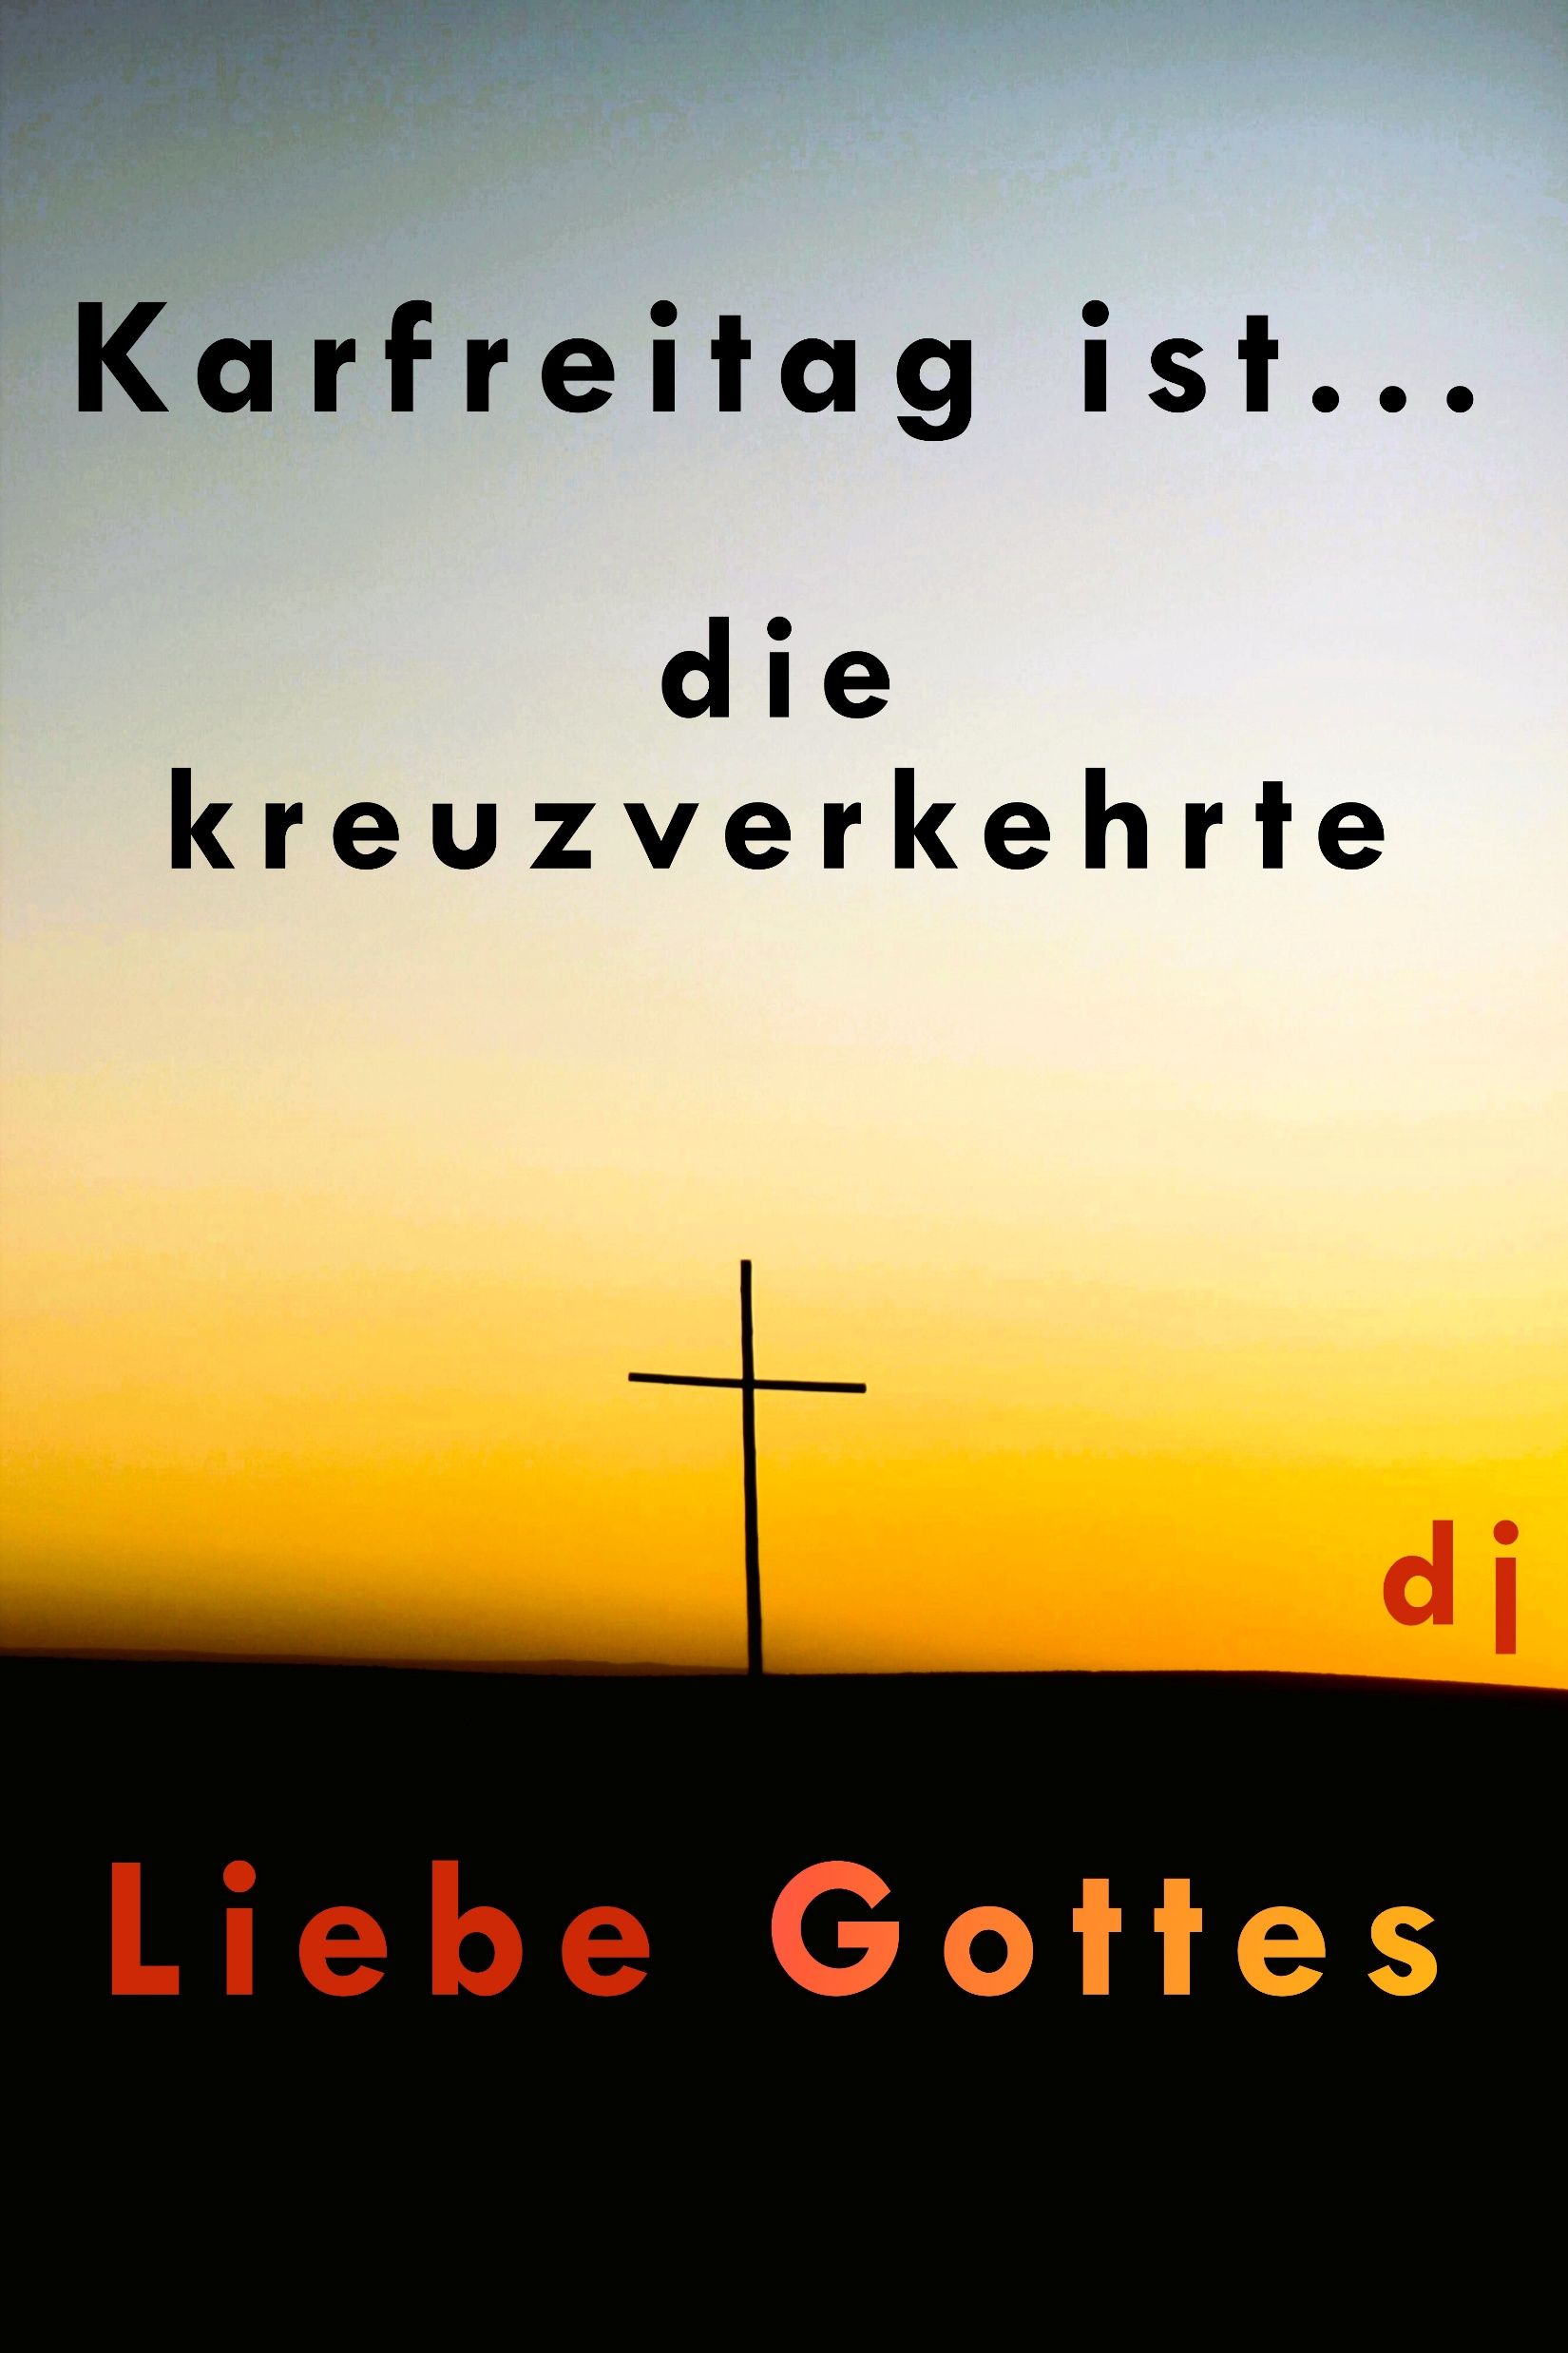 Karfreitag ist...
die
kreuzverkehrte
dj
Liebe Gottes